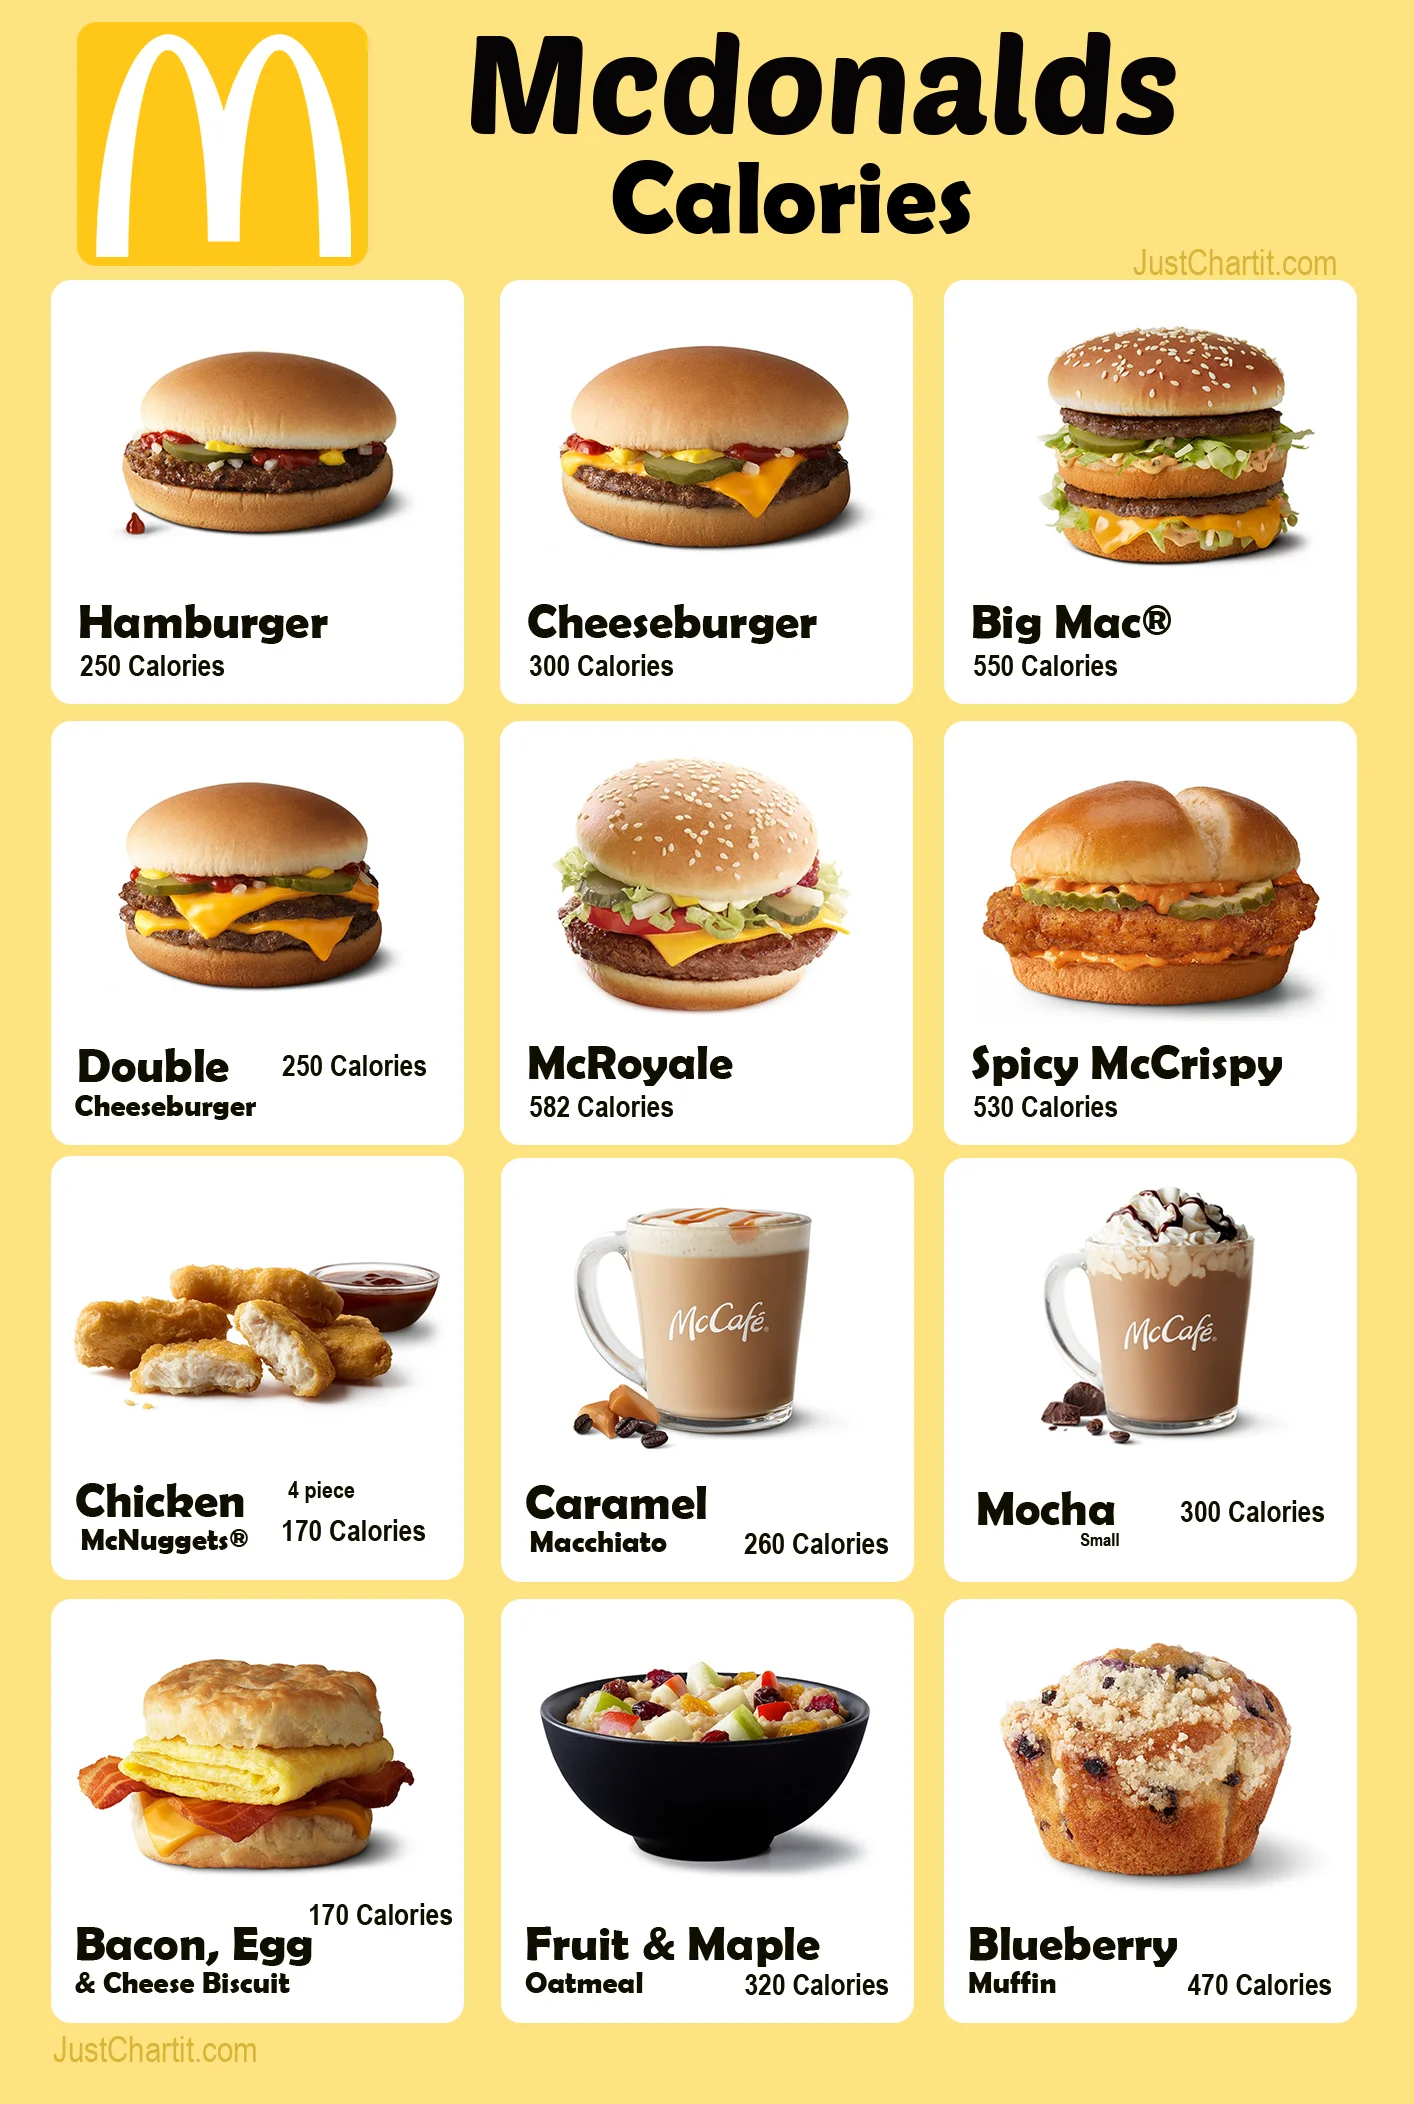 Mcdonalds
Calories
JustChartit.com
Hamburger
250 Calories
Cheeseburger
300 Calories
Big Mac®
550 Calories
Double
250 Calories
Cheeseburger
McRoyale
582 Calories
Spicy McCrispy
530 Calories
Chicken
4 piece
McNuggets®
170 Calories
McCafé®
Caramel
Macchiato
260 Calories
McCafé®
Mocha
300 Calories
Small
170 Calories
Bacon, Egg
& Cheese Biscuit
Fruit & Maple
Oatmeal
320 Calories
Blueberry
Muffin
470 Calories
JustChartit.com